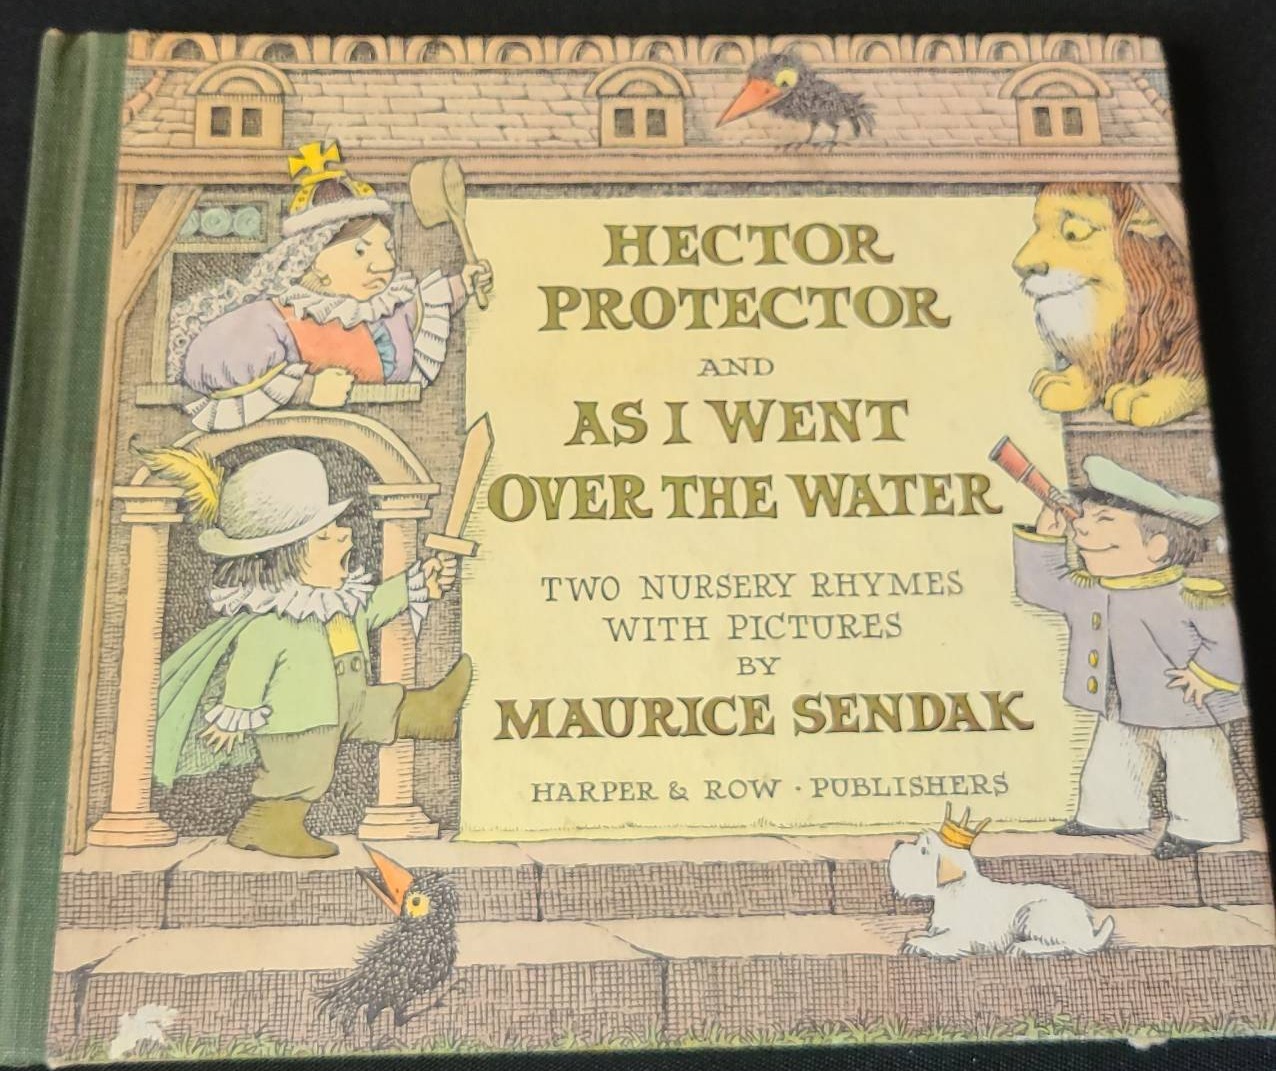 HECTOR
PROTECTOR
AND
AS I WENT
OVER THE WATER
TWO NURSERY RHYMES
WITH PICTURES
BY
MAURICE SENDAK
HARPER & ROW · PUBLISHERS